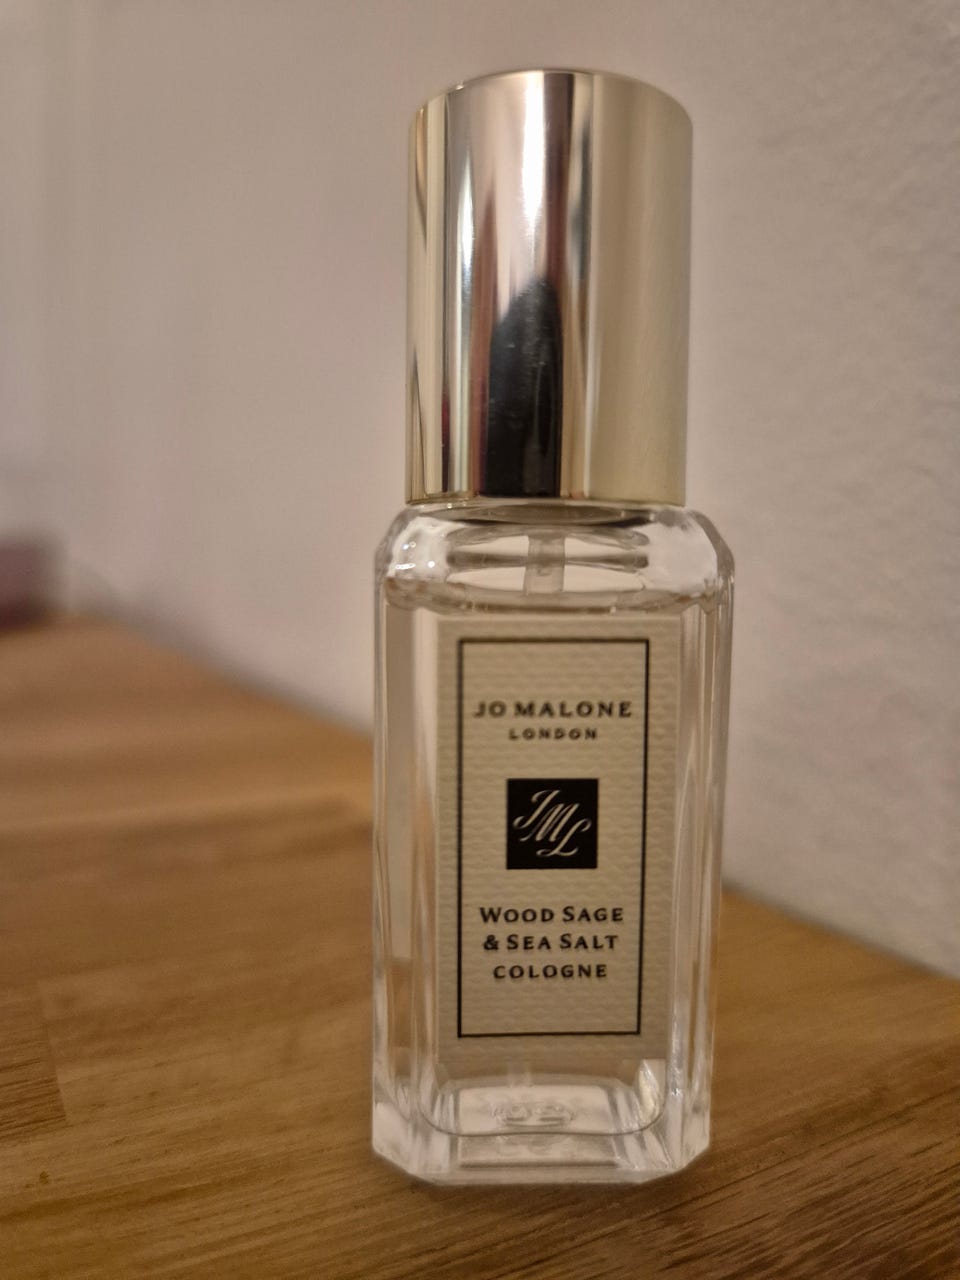 JO MALONE
LONDON
JML
WOOD SAGE
& SEA SALT
COLOGNE